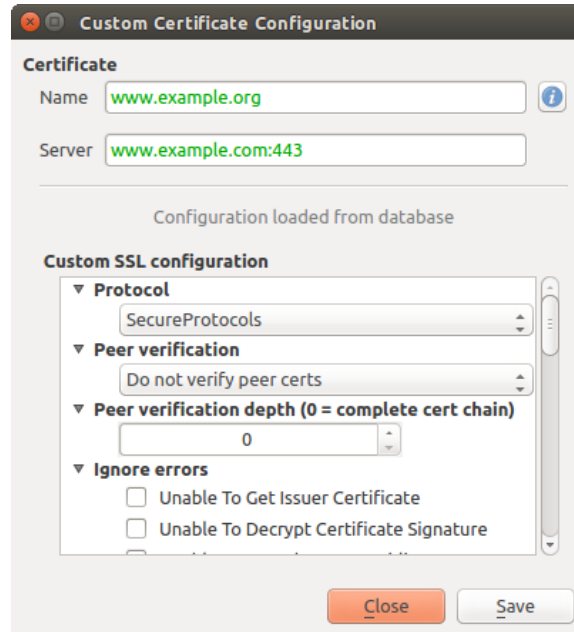 Custom Certificate Configuration
Certificate
Name www.example.org
Server www.example.com:443
Configuration loaded from database
Custom SSL configuration
Protocol
SecureProtocols
Peer verification
Do not verify peer certs
Peer verification depth (0 = complete cert chain)
0
Ignore errors
Unable To Get Issuer Certificate
Unable To Decrypt Certificate Signature
Close Save